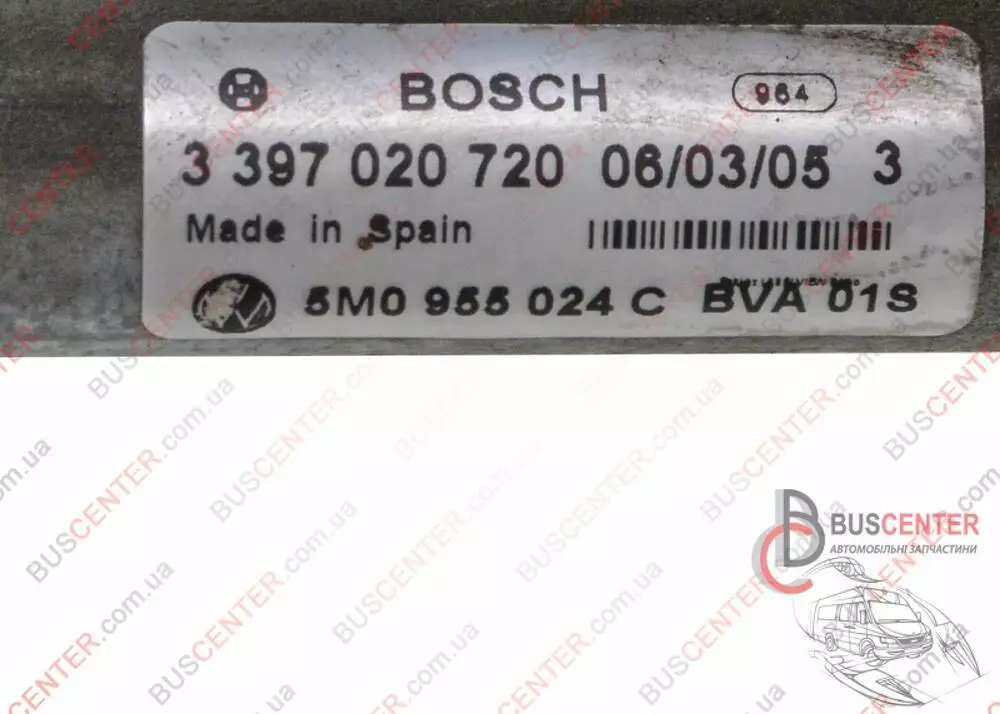 BOSCH 964
3 397 020 720 06/03/05 3
Made in Spain
5M0 955 024 C BVA 01S
BUSCENTER
АВТОМОБІЛЬНІ ЗАПЧАСТИНИ
BUSCENTER.com.ua